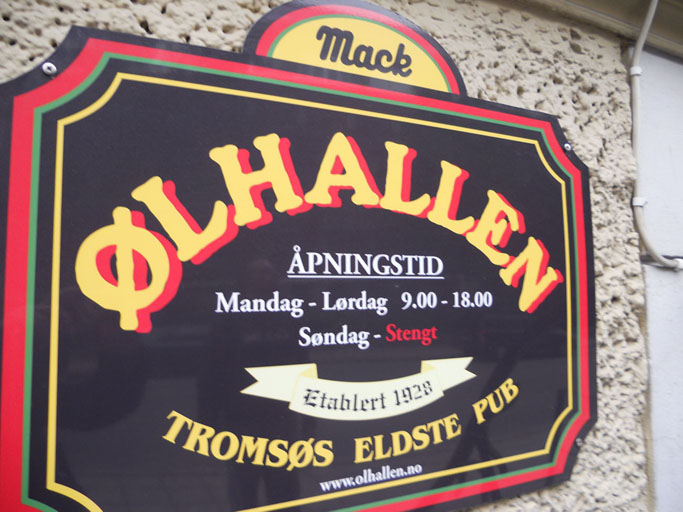 Mack
ØLHALLEN
ÅPNINGSTID
Mandag - Lørdag 9.00 - 18.00
Søndag - Stengt
Etablert 1928
TROMSØS ELDSTE PUB
www.olhallen.no